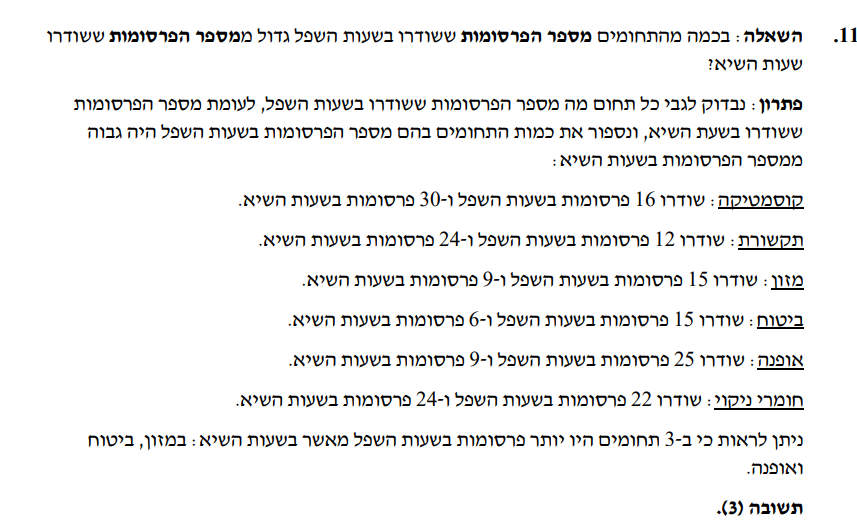 11. השאלה: בכמה מהתחומים מספר הפרסומות ששודרו בשעות השפל גדול ממספר הפרסומות ששודרו
שעות השיא?
פתרון: נבדוק לגבי כל תחום מה מספר הפרסומות ששודרו בשעות השפל, לעומת מספר הפרסומות
ששודרו בשעת השיא, ונספור את כמות התחומים בהם מספר הפרסומות בשעות השפל היה גבוה
ממספר הפרסומות בשעות השיא:
קוסמטיקה: שודרו 16 פרסומות בשעות השפל ו-30 פרסומות בשעות השיא.
תקשורת: שודרו 12 פרסומות בשעות השפל ו-24 פרסומות בשעות השיא.
מזון: שודרו 15 פרסומות בשעות השפל ו-9 פרסומות בשעות השיא.
ביטוח: שודרו 15 פרסומות בשעות השפל ו-6 פרסומות בשעות השיא.
אופנה: שודרו 25 פרסומות בשעות השפל ו-9 פרסומות בשעות השיא.
חומרי ניקוי: שודרו 22 פרסומות בשעות השפל ו-24 פרסומות בשעות השיא.
ניתן לראות כי ב-3 תחומים היו יותר פרסומות בשעות השפל מאשר בשעות השיא: במזון, ביטוח
ואופנה.
תשובה (3).